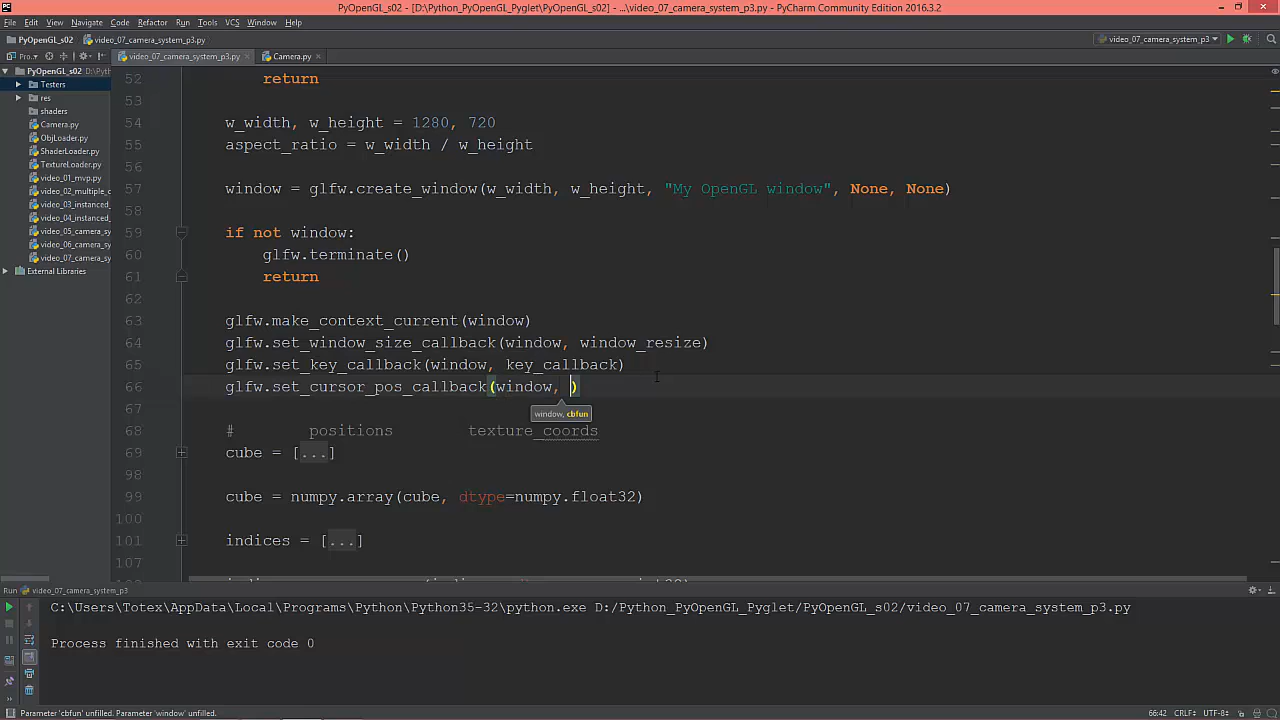 PyOpenGL_s02 - [D:\Python_PyOpenGL_Pyglet\PyOpenGL_s02] - ...\video_07_camera_system_p3.py - PyCharm Community Edition 2016.3.2
File Edit View Navigate Code Refactor Run Tools VCS Window Help
PyOpenGL_s02 video_07_camera_system_p3.py video_07_camera_system_p3
Pro.. video_07_camera_system_p3.py Camera.py
PyOpenGL_s02 D:\Pyth
Testers
res
shaders
Camera.py
ObjLoader.py
ShaderLoader.py
TextureLoader.py
video_01_mvp.py
video_02_multiple_
video_03_instanced_
video_04_instanced_
video_05_camera_sy
video_06_camera_sy
video_07_camera_sy
External Libraries
52 return
53
54 w_width, w_height = 1280, 720
55 aspect_ratio = w_width / w_height
56
57 window = glfw.create_window(w_width, w_height, "My OpenGL window", None, None)
58
59 if not window:
60 glfw.terminate()
61 return
62
63 glfw.make_context_current(window)
64 glfw.set_window_size_callback(window, window_resize)
65 glfw.set_key_callback(window, key_callback)
66 glfw.set_cursor_pos_callback(window, )
window, cbfun
67
68 # positions texture_coords
69 cube = [...]
98
99 cube = numpy.array(cube, dtype=numpy.float32)
100
101 indices = [...]
107
Run video_07_camera_system_p3
C:\Users\Totex\AppData\Local\Programs\Python\Python35-32\python.exe D:/Python_PyOpenGL_Pyglet/PyOpenGL_s02/video_07_camera_system_p3.py
Process finished with exit code 0
Parameter 'cbfun' unfilled. Parameter 'window' unfilled. 66:42 CRLF÷ UTF-8÷